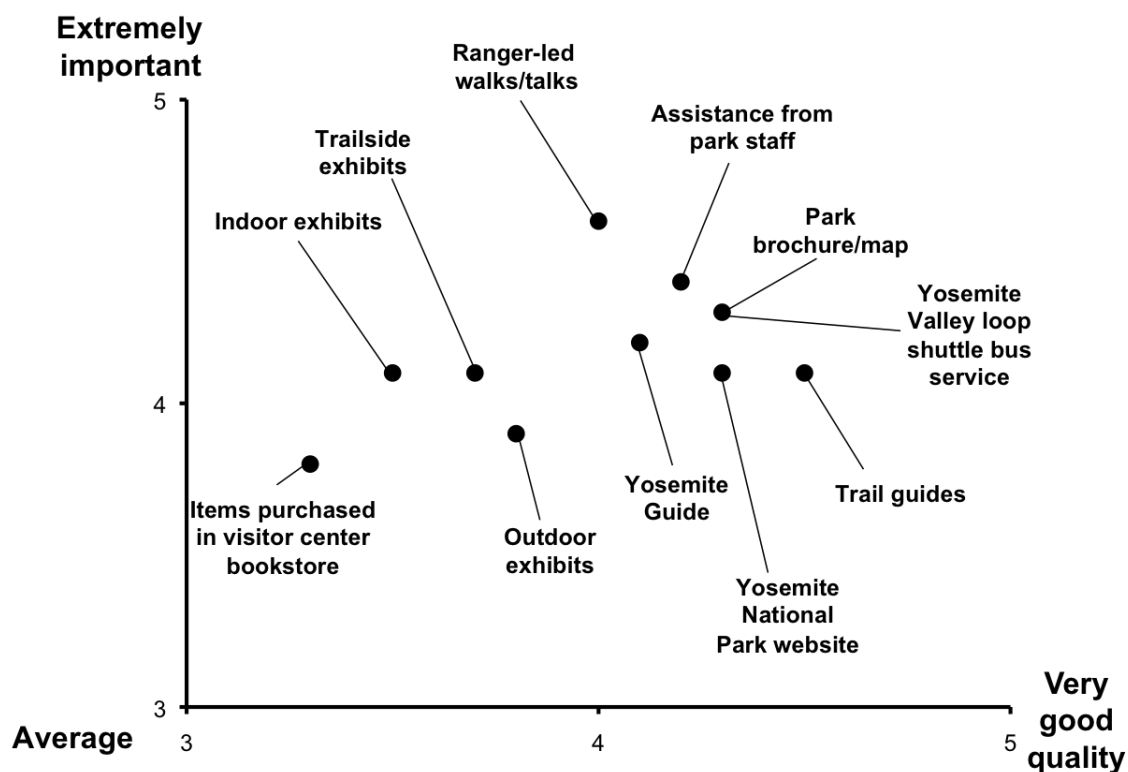 Extremely
important
Ranger-led
walks/talks
5
Assistance from
park staff
Trailside
exhibits
Indoor exhibits
Park
brochure/map
Yosemite
Valley loop
shuttle bus
service
4
Yosemite
Guide
Trail guides
Items purchased
in visitor center
bookstore
Outdoor
exhibits
Yosemite
National
Park website
3
Average
3
4
5
Very
good
quality